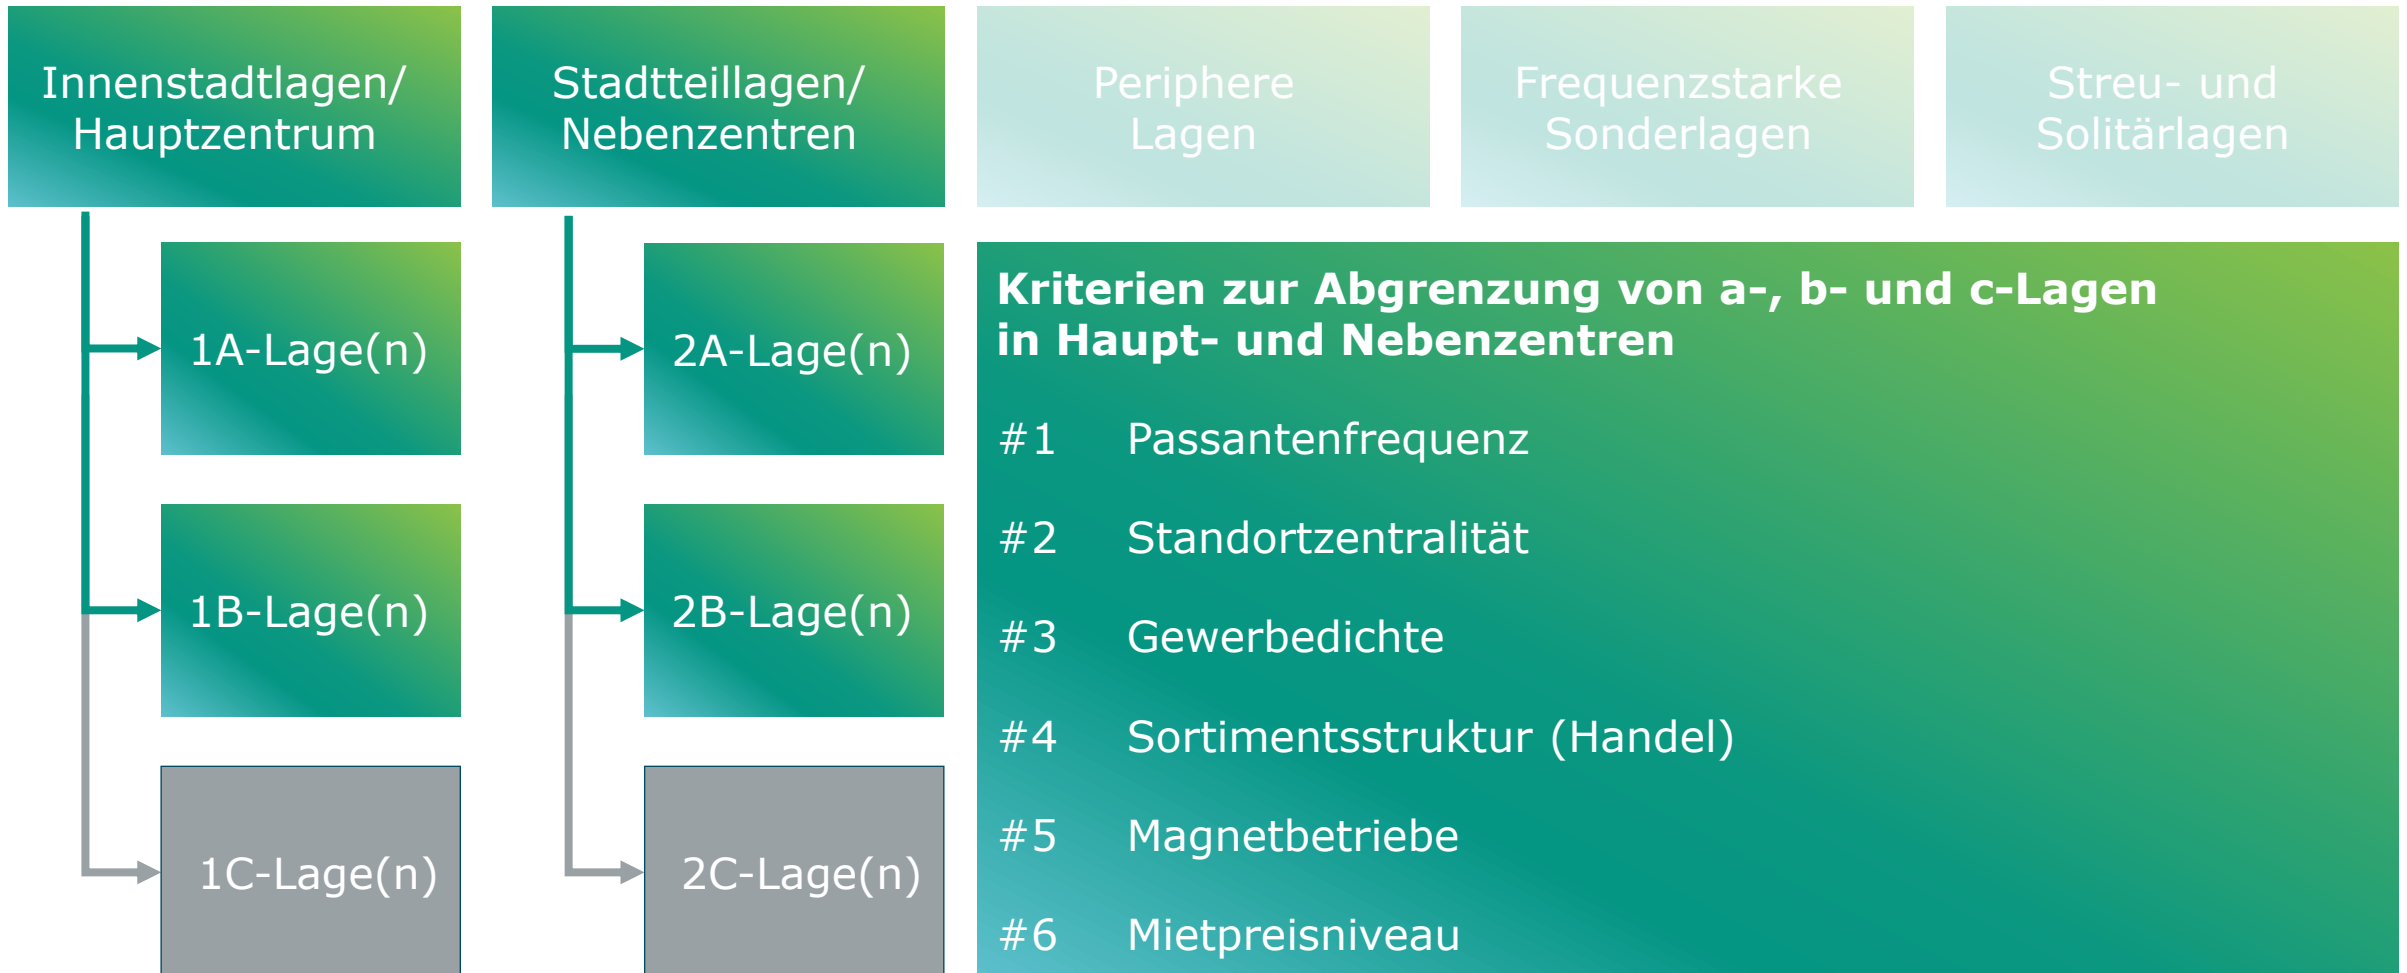 Innenstadtlagen/
Hauptzentrum
Stadtteillagen/
Nebenzentren
Periphere
Lagen
Frequenzstarke
Sonderlagen
Streu- und
Solitärlagen
1A-Lage(n)
1B-Lage(n)
1C-Lage(n)
2A-Lage(n)
2B-Lage(n)
2C-Lage(n)
Kriterien zur Abgrenzung von a-, b- und c-Lagen
in Haupt- und Nebenzentren
#1 Passantenfrequenz
#2 Standortzentralität
#3 Gewerbedichte
#4 Sortimentsstruktur (Handel)
#5 Magnetbetriebe
#6 Mietpreisniveau